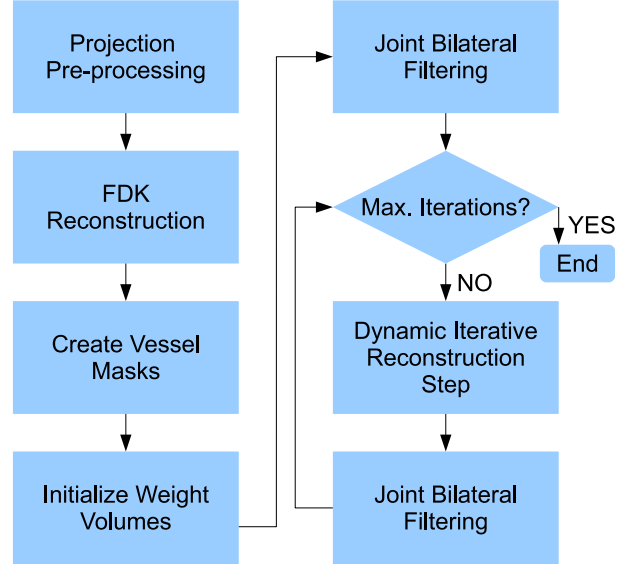 Projection
Pre-processing
FDK
Reconstruction
Create Vessel
Masks
Initialize Weight
Volumes
Joint Bilateral
Filtering
Max. Iterations?
YES
End
NO
Dynamic Iterative
Reconstruction
Step
Joint Bilateral
Filtering